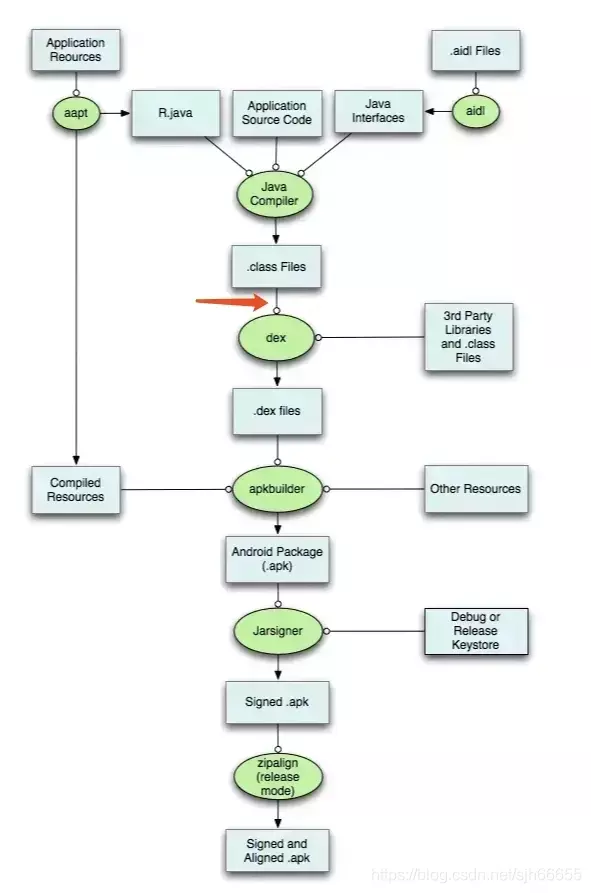 Application
Reources
.aidl Files
aapt
R.java
Application
Source Code
Java
Interfaces
aidl
Java
Compiler
.class Files
dex
3rd Party
Libraries
and .class
Files
.dex files
Compiled
Resources
apkbuilder
Other Resources
Android Package
(.apk)
Jarsigner
Debug or
Release
Keystore
Signed .apk
zipalign
(release
mode)
Signed and
Aligned .apk
https://blog.csdn.net/sjh66655